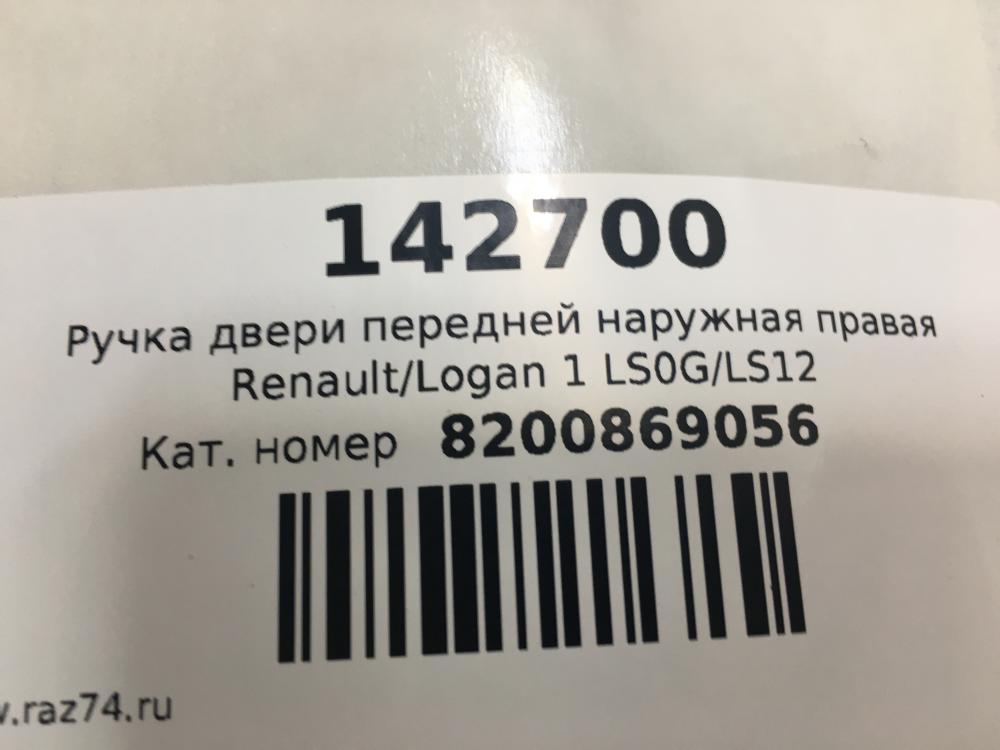 142700
Ручка двери передней наружная правая
Renault/Logan 1 LS0G/LS12
Кат. номер 8200869056
.raz74.ru